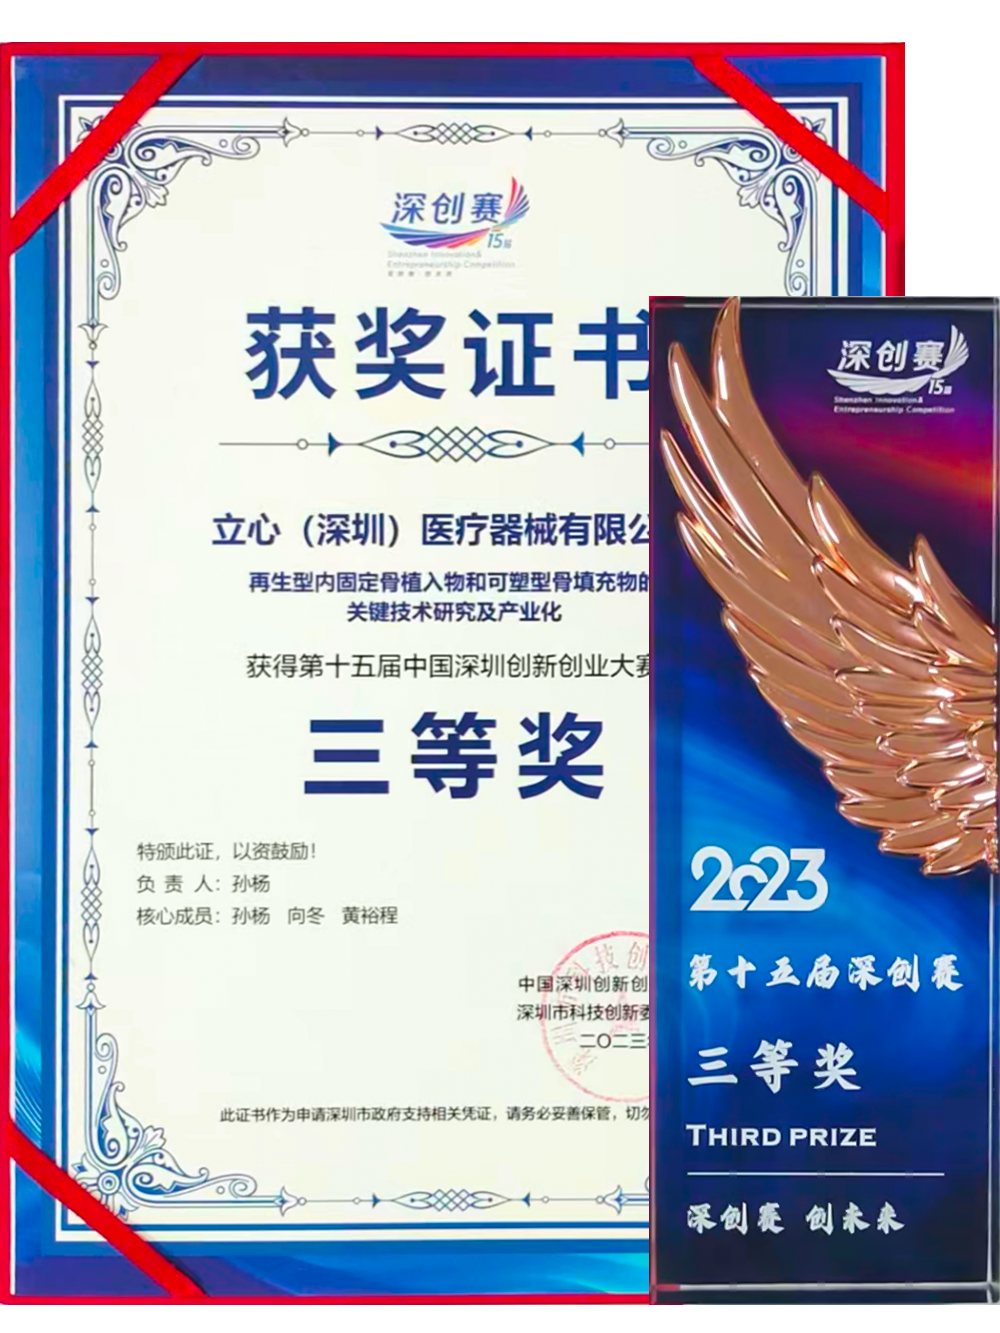 深创赛
15届
Shenzhen Innovation&
Entrepreneurship Competition
获奖证书
立心（深圳）医疗器械有限公
再生型内固定骨植入物和可塑型骨填充物的
关键技术研究及产业化
获得第十五届中国深圳创新创业大赛
三等奖
特颁此证，以资鼓励！
负 责 人：孙杨
核心成员：孙杨 向冬 黄裕程
中国深圳创新创
深圳市科技创新委
二〇二三
科技创
此证书作为申请深圳市政府支持相关凭证，请务必妥善保管，切勿
深创赛
15届
Shenzhen Innovation&
Entrepreneurship Competition
2023
第十五届深创赛
三等奖
THIRD PRIZE
深创赛 创未来